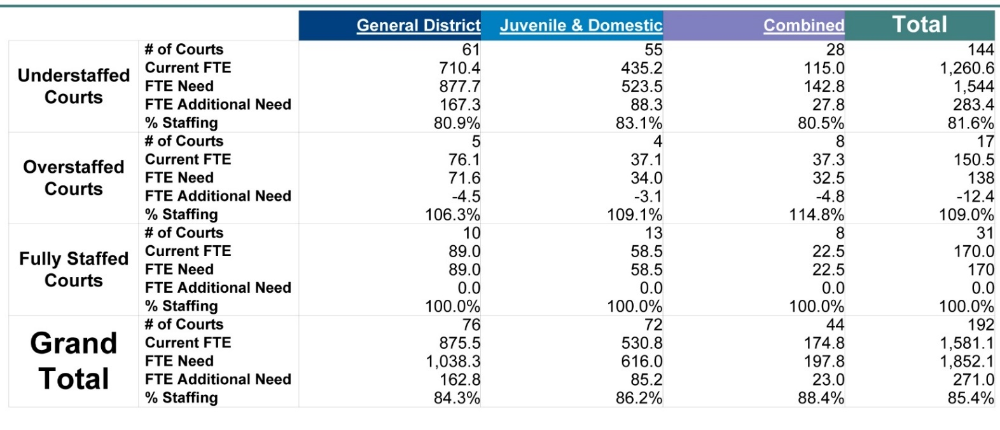 General District Juvenile & Domestic Combined Total
Understaffed Courts
# of Courts 61 55 28 144
Current FTE 710.4 435.2 115.0 1,260.6
FTE Need 877.7 523.5 142.8 1,544
FTE Additional Need 167.3 88.3 27.8 283.4
% Staffing 80.9% 83.1% 80.5% 81.6%
Overstaffed Courts
# of Courts 5 4 8 17
Current FTE 76.1 37.1 37.3 150.5
FTE Need 71.6 34.0 32.5 138
FTE Additional Need -4.5 -3.1 -4.8 -12.4
% Staffing 106.3% 109.1% 114.8% 109.0%
Fully Staffed Courts
# of Courts 10 13 8 31
Current FTE 89.0 58.5 22.5 170.0
FTE Need 89.0 58.5 22.5 170
FTE Additional Need 0.0 0.0 0.0 0.0
% Staffing 100.0% 100.0% 100.0% 100.0%
Grand Total
# of Courts 76 72 44 192
Current FTE 875.5 530.8 174.8 1,581.1
FTE Need 1,038.3 616.0 197.8 1,852.1
FTE Additional Need 162.8 85.2 23.0 271.0
% Staffing 84.3% 86.2% 88.4% 85.4%